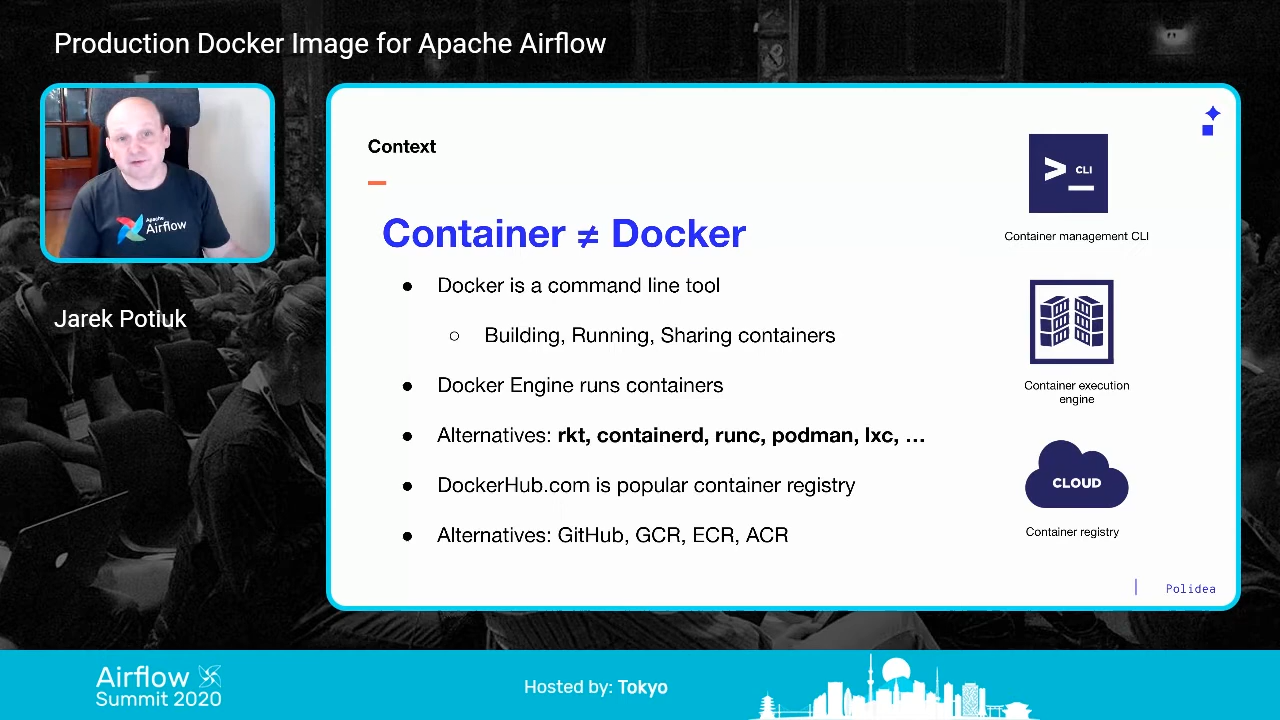 Production Docker Image for Apache Airflow
Apache
Airflow
Jarek Potiuk
Context
Container ≠ Docker
● Docker is a command line tool
○ Building, Running, Sharing containers
● Docker Engine runs containers
● Alternatives: rkt, containerd, runc, podman, lxc, ...
● DockerHub.com is popular container registry
● Alternatives: GitHub, GCR, ECR, ACR
>_ CLI
Container management CLI
Container execution
engine
CLOUD
Container registry
Polidea
Airflow
Summit 2020
Hosted by: Tokyo